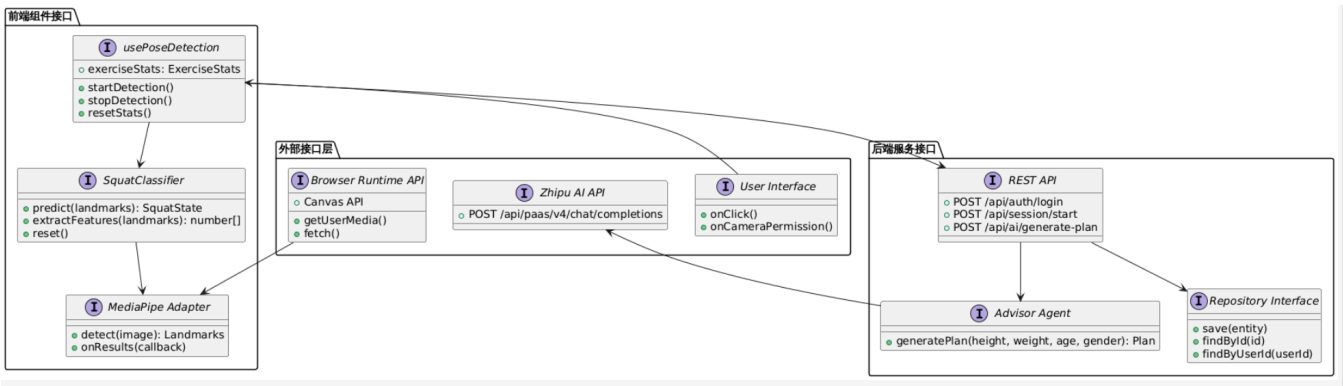 前端组件接口
I usePoseDetection
exerciseStats: ExerciseStats
startDetection()
stopDetection()
resetStats()
I SquatClassifier
predict(landmarks): SquatState
extractFeatures(landmarks): number[]
reset()
I MediaPipe Adapter
detect(image): Landmarks
onResults(callback)
外部接口层
I Browser Runtime API
Canvas API
getUserMedia()
fetch()
I Zhipu AI API
POST /api/paas/v4/chat/completions
I User Interface
onClick()
onCameraPermission()
后端服务接口
I REST API
POST /api/auth/login
POST /api/session/start
POST /api/ai/generate-plan
I Advisor Agent
generatePlan(height, weight, age, gender): Plan
I Repository Interface
save(entity)
findById(id)
findByUserId(userId)